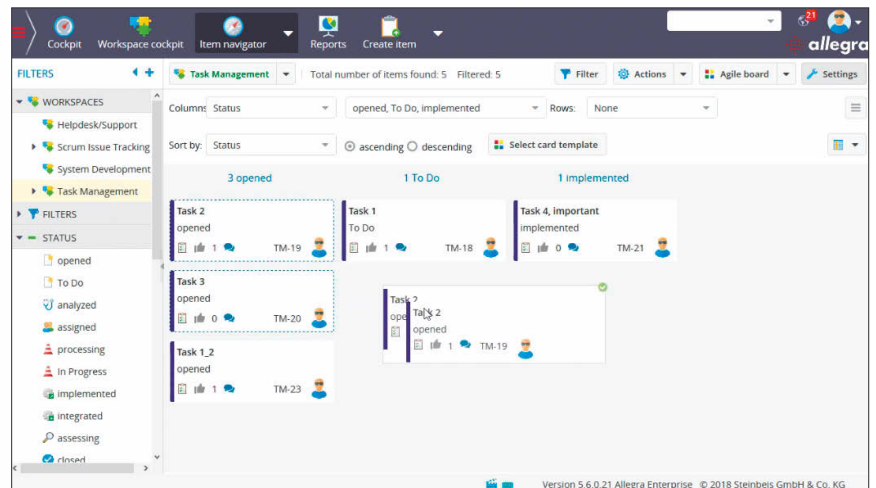 21
Cockpit Workspace cockpit Item navigator Reports Create item
allegra
FILTERS
Task Management Total number of items found: 5 Filtered: 5 Filter Actions Agile board Settings
WORKSPACES
Helpdesk/Support
Scrum Issue Tracking
System Development
Task Management
FILTERS
STATUS
opened
To Do
analyzed
assigned
processing
In Progress
implemented
integrated
assessing
closed
Columns Status opened, To Do, implemented Rows: None
Sort by: Status ascending descending Select card template
3 opened 1 To Do 1 implemented
Task 2
opened
1 TM-19
Task 3
opened
0 TM-20
Task 1_2
opened
1 TM-23
Task 1
To Do
1 TM-18
Task 4, important
implemented
0 TM-21
Task 2
ope
Task 2
opened
1 TM-19
Version 5.6.0.21 Allegra Enterprise © 2018 Steinbeis GmbH & Co. KG